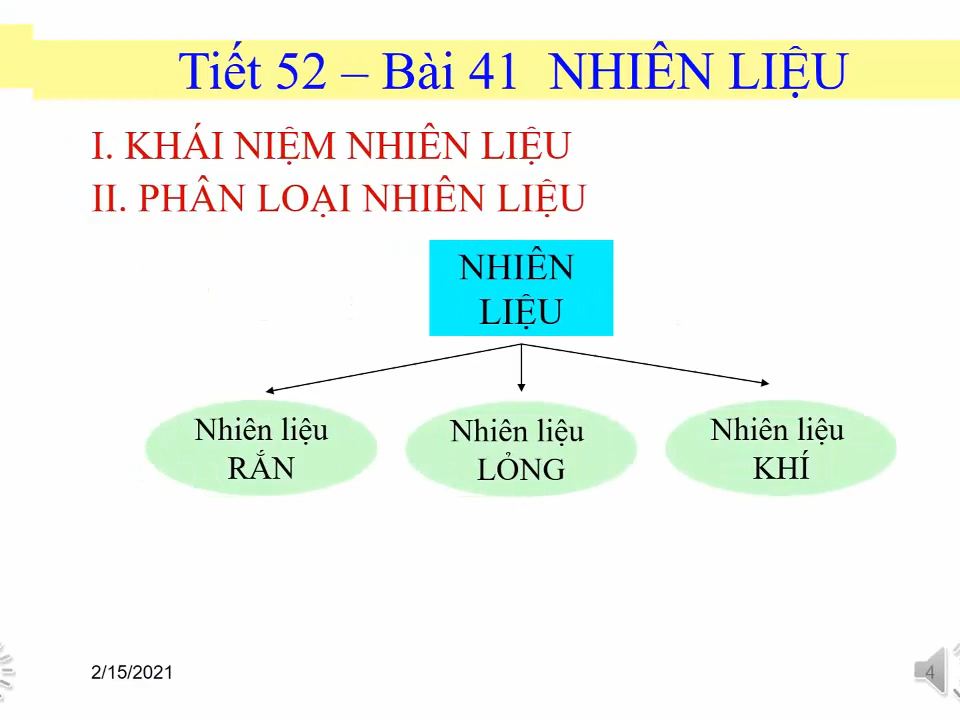 Tiết 52 – Bài 41 NHIÊN LIỆU
I. KHÁI NIỆM NHIÊN LIỆU
II. PHÂN LOẠI NHIÊN LIỆU
NHIÊN
LIỆU
Nhiên liệu
RẮN
Nhiên liệu
LỎNG
Nhiên liệu
KHÍ
2/15/2021
4